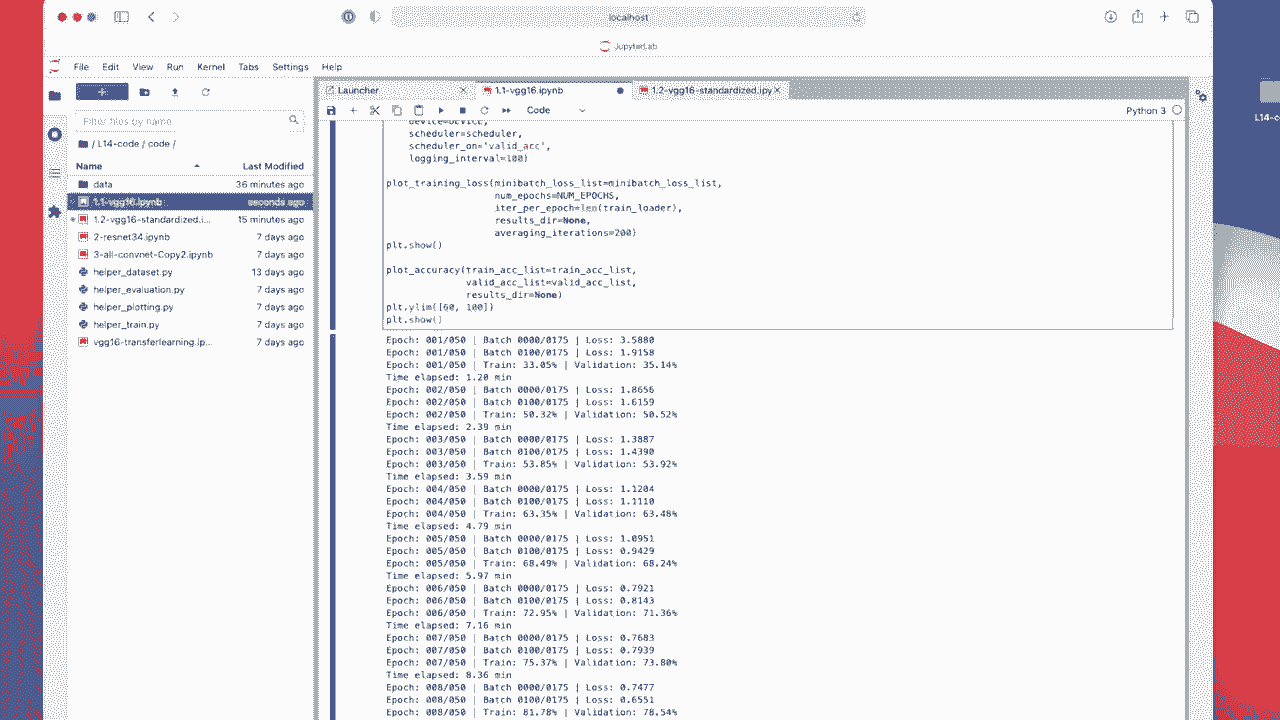 localhost
JupyterLab
File Edit View Run Kernel Tabs Settings Help
Launcher
1.1-vgg16.ipynb
1.2-vgg16-standardized.ipy
Code
Python 3
Filter files by name
/ L14-code / code /
Name Last Modified
data 36 minutes ago
1.1-vgg16.ipynb seconds ago
1.2-vgg16-standardized.i... 15 minutes ago
2-resnet34.ipynb 7 days ago
3-all-convnet-Copy2.ipynb 7 days ago
helper_dataset.py 13 days ago
helper_evaluation.py 7 days ago
helper_plotting.py 7 days ago
helper_train.py 7 days ago
vgg16-transferlearning.ip... 7 days ago
device=DEVICE,
scheduler=scheduler,
scheduler_on='valid_acc',
logging_interval=100)
plot_training_loss(minibatch_loss_list=minibatch_loss_list,
num_epochs=NUM_EPOCHS,
iter_per_epoch=len(train_loader),
results_dir=None,
averaging_iterations=200)
plt.show()
plot_accuracy(train_acc_list=train_acc_list,
valid_acc_list=valid_acc_list,
results_dir=None)
plt.ylim([60, 100])
plt.show()
Epoch: 001/050 | Batch 0000/0175 | Loss: 3.5880
Epoch: 001/050 | Batch 0100/0175 | Loss: 1.9158
Epoch: 001/050 | Train: 33.05% | Validation: 35.14%
Time elapsed: 1.20 min
Epoch: 002/050 | Batch 0000/0175 | Loss: 1.8656
Epoch: 002/050 | Batch 0100/0175 | Loss: 1.6159
Epoch: 002/050 | Train: 50.32% | Validation: 50.52%
Time elapsed: 2.39 min
Epoch: 003/050 | Batch 0000/0175 | Loss: 1.3887
Epoch: 003/050 | Batch 0100/0175 | Loss: 1.4390
Epoch: 003/050 | Train: 53.85% | Validation: 53.92%
Time elapsed: 3.59 min
Epoch: 004/050 | Batch 0000/0175 | Loss: 1.1204
Epoch: 004/050 | Batch 0100/0175 | Loss: 1.1110
Epoch: 004/050 | Train: 63.35% | Validation: 63.48%
Time elapsed: 4.79 min
Epoch: 005/050 | Batch 0000/0175 | Loss: 1.0951
Epoch: 005/050 | Batch 0100/0175 | Loss: 0.9429
Epoch: 005/050 | Train: 68.49% | Validation: 68.24%
Time elapsed: 5.97 min
Epoch: 006/050 | Batch 0000/0175 | Loss: 0.7921
Epoch: 006/050 | Batch 0100/0175 | Loss: 0.8143
Epoch: 006/050 | Train: 72.95% | Validation: 71.36%
Time elapsed: 7.16 min
Epoch: 007/050 | Batch 0000/0175 | Loss: 0.7683
Epoch: 007/050 | Batch 0100/0175 | Loss: 0.7939
Epoch: 007/050 | Train: 75.37% | Validation: 73.80%
Time elapsed: 8.36 min
Epoch: 008/050 | Batch 0000/0175 | Loss: 0.7477
Epoch: 008/050 | Batch 0100/0175 | Loss: 0.6551
Epoch: 008/050 | Train: 81.78% | Validation: 78.54%